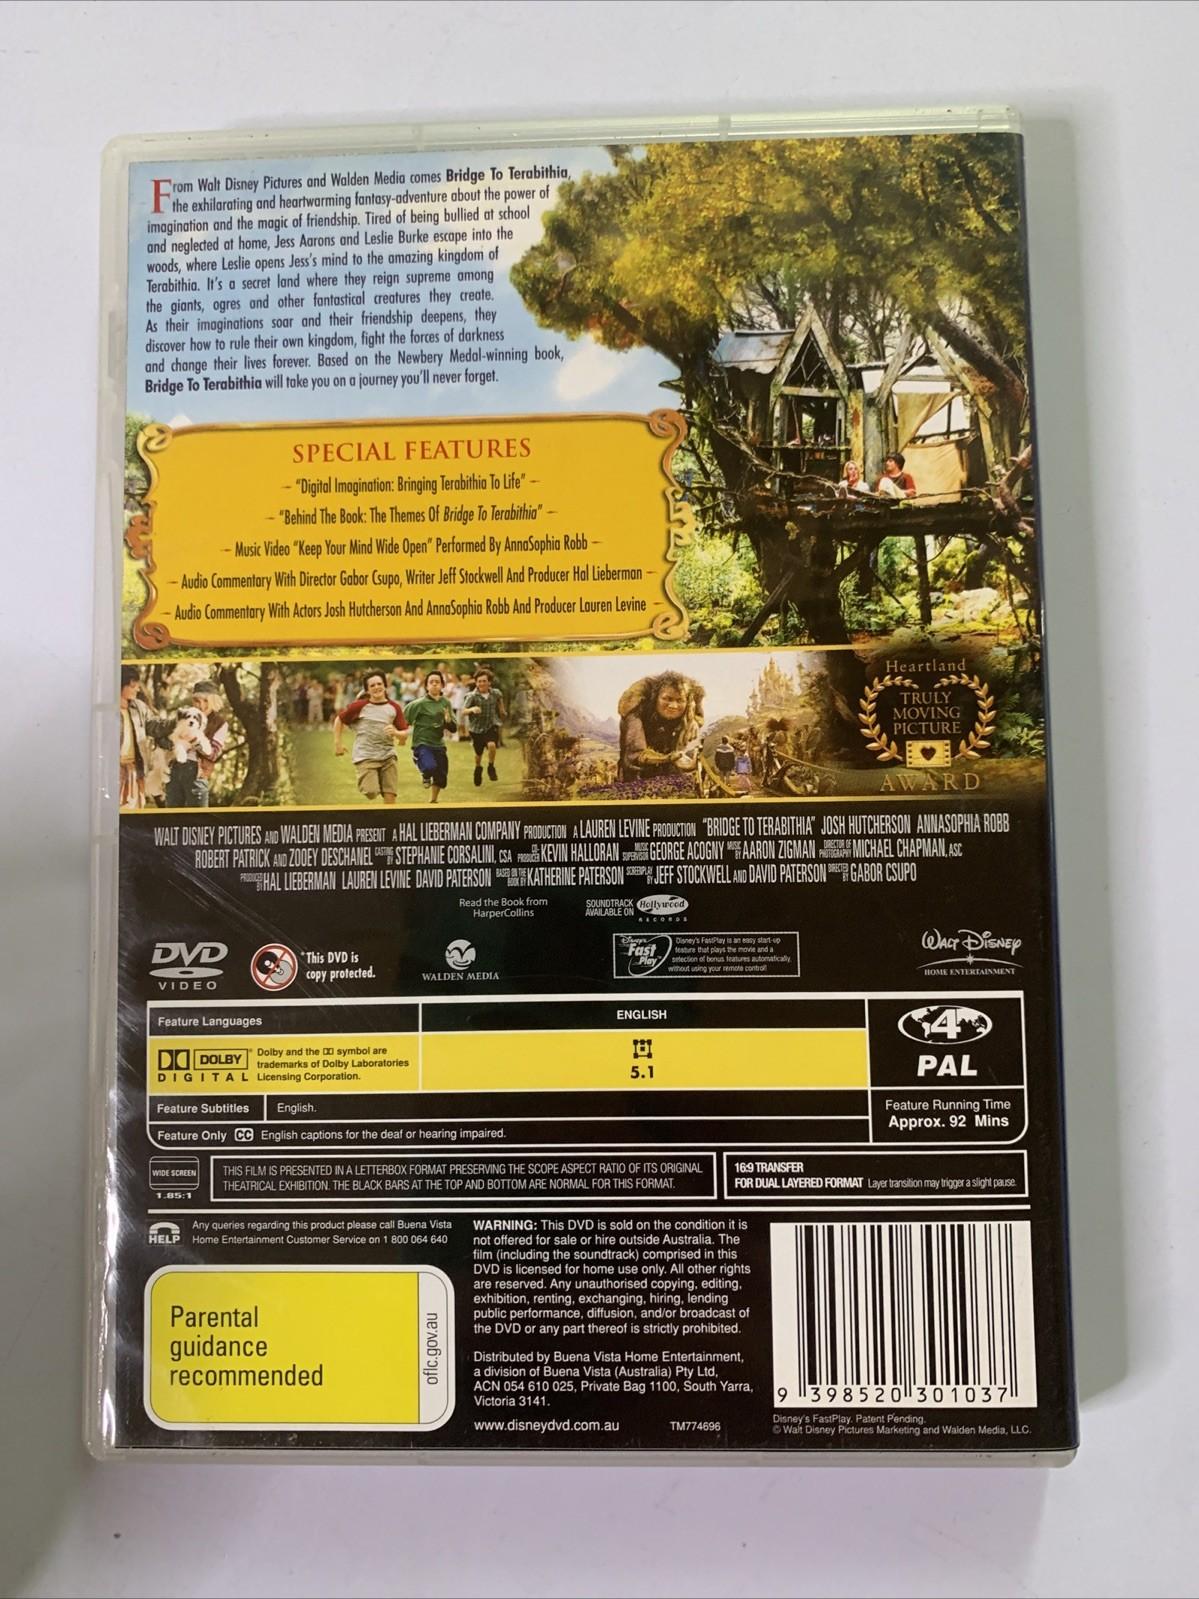 From Walt Disney Pictures and Walden Media comes Bridge To Terabithia,
the exhilarating and heartwarming fantasy-adventure about the power of
imagination and the magic of friendship. Tired of being bullied at school
and neglected at home, Jess Aarons and Leslie Burke escape into the
woods, where Leslie opens Jess's mind to the amazing kingdom of
Terabithia. It's a secret land where they reign supreme among
the giants, ogres and other fantastical creatures they create.
As their imaginations soar and their friendship deepens, they
discover how to rule their own kingdom, fight the forces of darkness
and change their lives forever. Based on the Newbery Medal-winning book,
Bridge To Terabithia will take you on a journey you'll never forget.
SPECIAL FEATURES
– "Digital Imagination: Bringing Terabithia To Life" –
– "Behind The Book: The Themes Of Bridge to Terabithia" –
– Music Video "Keep Your Mind Wide Open" Performed By AnnaSophia Robb –
– Audio Commentary With Director Gabor Csupo, Writer Jeff Stockwell And Producer Hal Lieberman –
– Audio Commentary With Actors Josh Hutcherson And AnnaSophia Robb And Producer Lauren Levine –
Heartland
TRULY
MOVING
PICTURE
AWARD
WALT DISNEY PICTURES AND WALDEN MEDIA PRESENT A HAL LIEBERMAN COMPANY PRODUCTION A LAUREN LEVINE PRODUCTION "BRIDGE TO TERABITHIA" JOSH HUTCHERSON ANNASOPHIA ROBB
ROBERT PATRICK AND ZOOEY DESCHANEL CASTING BY STEPHANIE CORSALINI, CSA CO-PRODUCER KEVIN HALLORAN MUSIC SUPERVISOR GEORGE ACOGNY MUSIC BY AARON ZIGMAN DIRECTOR OF PHOTOGRAPHY MICHAEL CHAPMAN, ASC
PRODUCED BY HAL LIEBERMAN LAUREN LEVINE DAVID PATERSON BASED ON THE BOOK BY KATHERINE PATERSON SCREENPLAY BY JEFF STOCKWELL AND DAVID PATERSON DIRECTED BY GABOR CSUPO
Read the Book from
HarperCollins
SOUNDTRACK
AVAILABLE ON
Hollywood
RECORDS
DVD
VIDEO
*This DVD is
copy protected.
WALDEN MEDIA
Disney's
Fast
Play
Disney's FastPlay is an easy start-up
feature that plays the movie and a
selection of bonus features automatically,
without using your remote control!
WALT DISNEY
HOME ENTERTAINMENT
Feature Languages
ENGLISH
DOLBY
DIGITAL
Dolby and the DD symbol are
trademarks of Dolby Laboratories
Licensing Corporation.
5.1
4
PAL
Feature Subtitles
English.
Feature Only CC English captions for the deaf or hearing impaired.
Feature Running Time
Approx. 92 Mins
WIDE SCREEN
1.85:1
THIS FILM IS PRESENTED IN A LETTERBOX FORMAT PRESERVING THE SCOPE ASPECT RATIO OF ITS ORIGINAL
THEATRICAL EXHIBITION. THE BLACK BARS AT THE TOP AND BOTTOM ARE NORMAL FOR THIS FORMAT.
16:9 TRANSFER
FOR DUAL LAYERED FORMAT Layer transition may trigger a slight pause.
HELP
Any queries regarding this product please call Buena Vista
Home Entertainment Customer Service on 1 800 064 640
Parental
guidance
recommended
oflc.gov.au
WARNING: This DVD is sold on the condition it is
not offered for sale or hire outside Australia. The
film (including the soundtrack) comprised in this
DVD is licensed for home use only. All other rights
are reserved. Any unauthorised copying, editing,
exhibition, renting, exchanging, hiring, lending
public performance, diffusion, and/or broadcast of
the DVD or any part thereof is strictly prohibited.
Distributed by Buena Vista Home Entertainment,
a division of Buena Vista (Australia) Pty Ltd,
ACN 054 610 025, Private Bag 1100, South Yarra,
Victoria 3141.
www.disneydvd.com.au
TM774696
9 398520 301037
Disney's FastPlay. Patent Pending.
© Walt Disney Pictures Marketing and Walden Media, LLC.